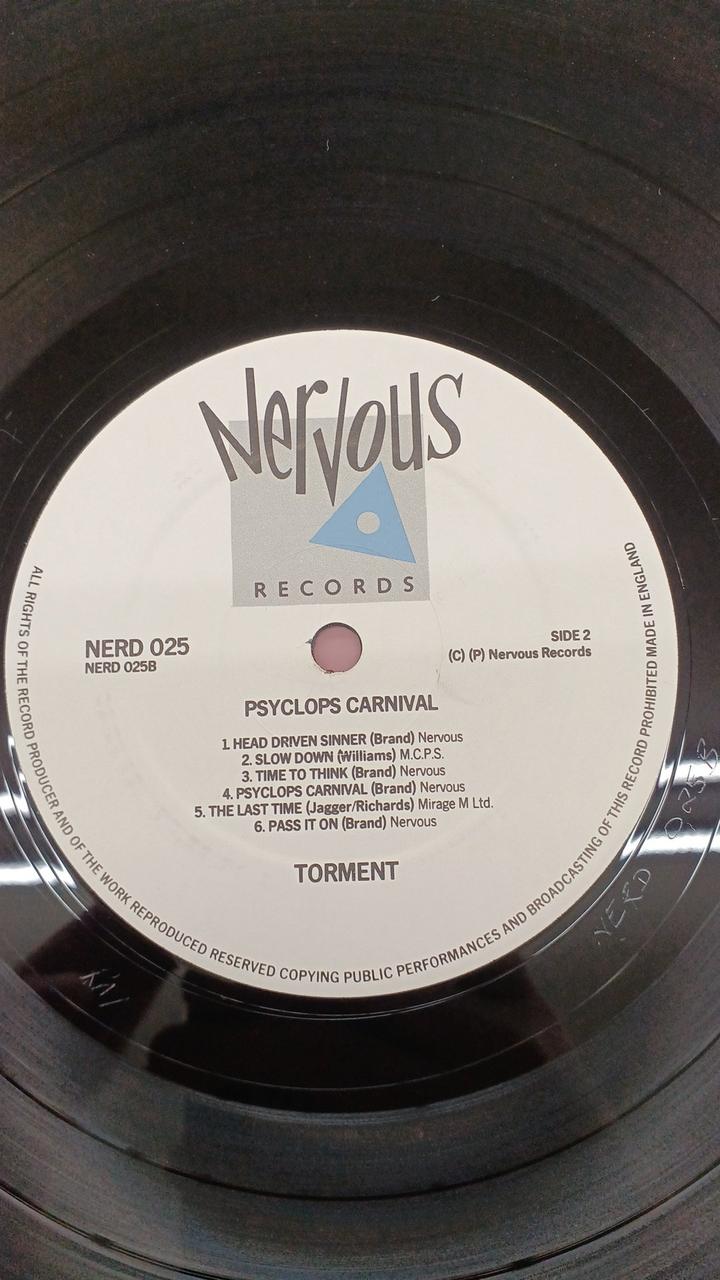 Nervous
RECORDS
NERD 025
NERD 025B
SIDE 2
(C) (P) Nervous Records
PSYCLOPS CARNIVAL
1. HEAD DRIVEN SINNER (Brand) Nervous
2. SLOW DOWN (Williams) M.C.P.S.
3. TIME TO THINK (Brand) Nervous
4. PSYCLOPS CARNIVAL (Brand) Nervous
5. THE LAST TIME (Jagger/Richards) Mirage M Ltd.
6. PASS IT ON (Brand) Nervous
TORMENT
ALL RIGHTS OF THE RECORD PRODUCER AND OF THE WORK REPRODUCED RESERVED COPYING PUBLIC PERFORMANCES AND BROADCASTING OF THIS RECORD PROHIBITED MADE IN ENGLAND
NERD 025B